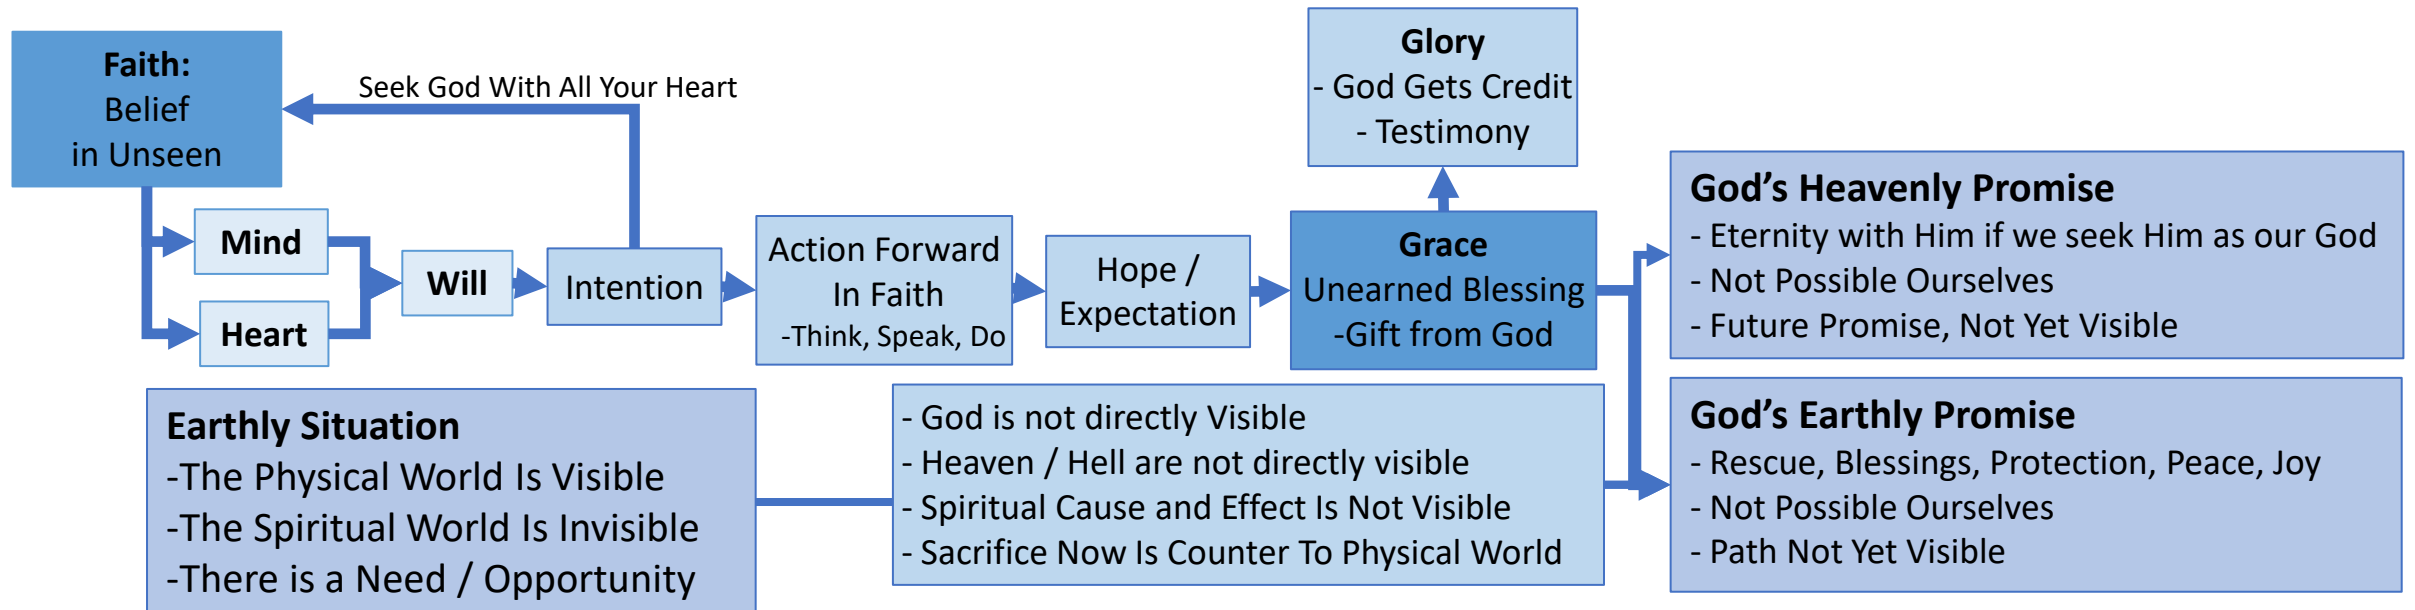 Faith:
Belief
in Unseen
Seek God With All Your Heart
Mind
Heart
Will
Intention
Action Forward
In Faith
-Think, Speak, Do
Hope /
Expectation
Glory
- God Gets Credit
- Testimony
Grace
Unearned Blessing
-Gift from God
God’s Heavenly Promise
- Eternity with Him if we seek Him as our God
- Not Possible Ourselves
- Future Promise, Not Yet Visible
Earthly Situation
-The Physical World Is Visible
-The Spiritual World Is Invisible
-There is a Need / Opportunity
- God is not directly Visible
- Heaven / Hell are not directly visible
- Spiritual Cause and Effect Is Not Visible
- Sacrifice Now Is Counter To Physical World
God’s Earthly Promise
- Rescue, Blessings, Protection, Peace, Joy
- Not Possible Ourselves
- Path Not Yet Visible